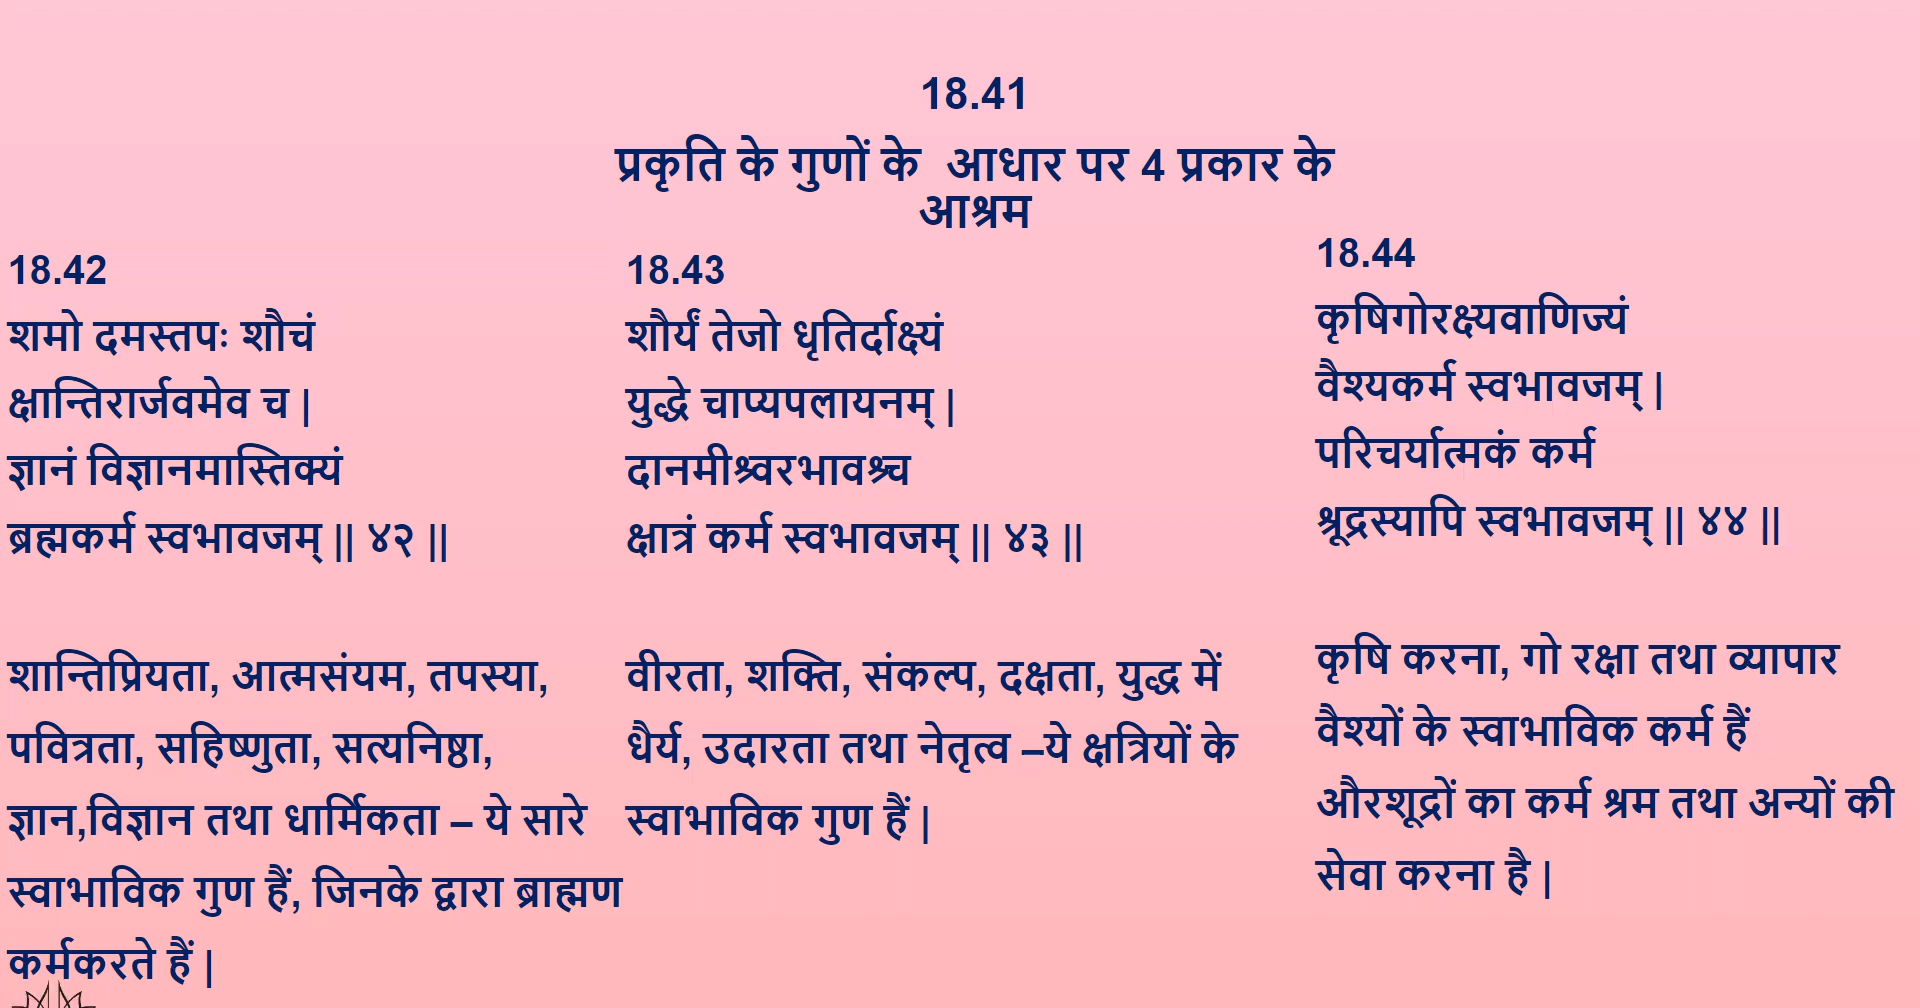 18.41
प्रकृति के गुणों के आधार पर 4 प्रकार के
आश्रम
18.42
शमो दमस्तपः शौचं
क्षान्तिरार्जवमेव च |
ज्ञानं विज्ञानमास्तिक्यं
ब्रह्मकर्म स्वभावजम् || ४२ ||
शान्तिप्रियता, आत्मसंयम, तपस्या,
पवित्रता, सहिष्णुता, सत्यनिष्ठा,
ज्ञान,विज्ञान तथा धार्मिकता – ये सारे
स्वाभाविक गुण हैं, जिनके द्वारा ब्राह्मण
कर्मकरते हैं |
18.43
शौर्यं तेजो धृतिर्दाक्ष्यं
युद्धे चाप्यपलायनम् |
दानमीश्र्वरभावश्र्च
क्षात्रं कर्म स्वभावजम् || ४३ ||
वीरता, शक्ति, संकल्प, दक्षता, युद्ध में
धैर्य, उदारता तथा नेतृत्व –ये क्षत्रियों के
स्वाभाविक गुण हैं |
18.44
कृषिगोरक्ष्यवाणिज्यं
वैश्यकर्म स्वभावजम् |
परिचर्यात्मकं कर्म
श्रूद्रस्यापि स्वभावजम् || ४४ ||
कृषि करना, गो रक्षा तथा व्यापार
वैश्यों के स्वाभाविक कर्म हैं
औरशूद्रों का कर्म श्रम तथा अन्यों की
सेवा करना है |